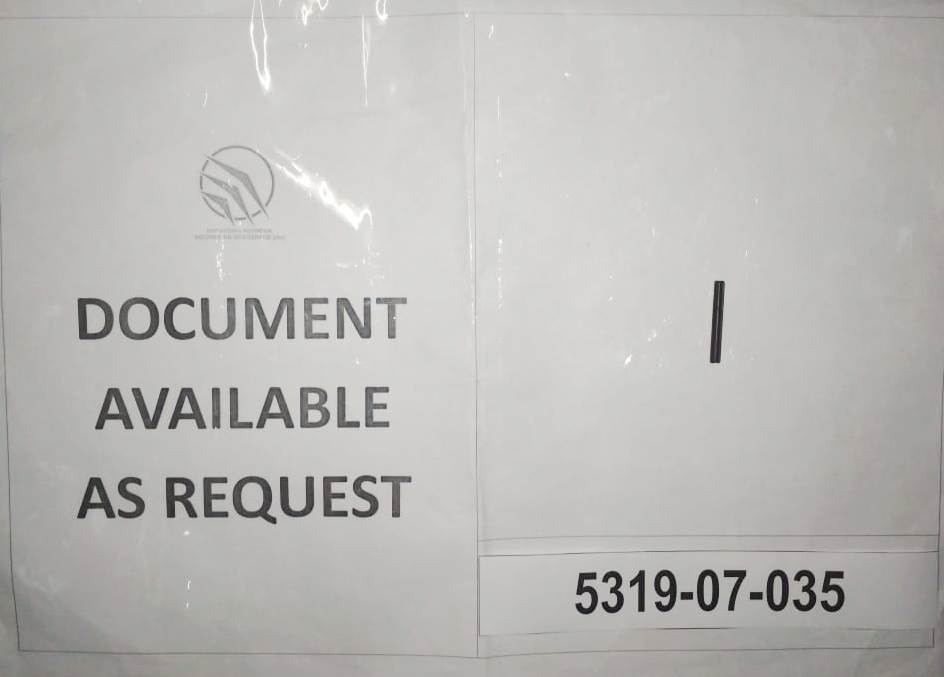 DOCUMENT
AVAILABLE
AS REQUEST
5319-07-035